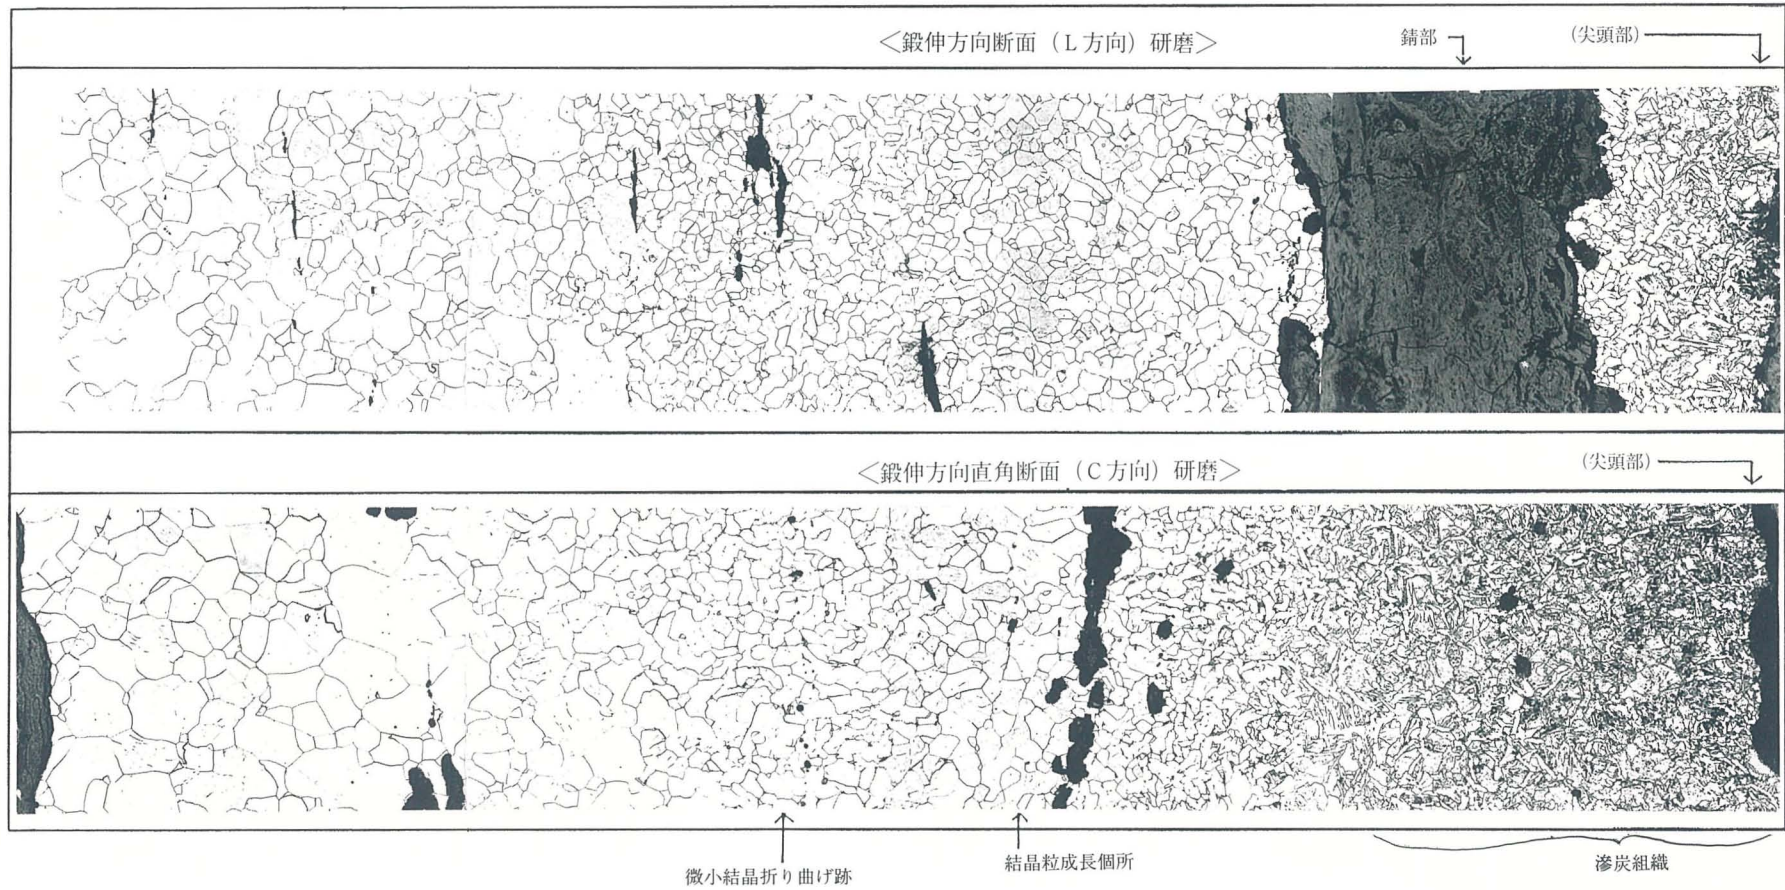 <鍛伸方向断面(L方向)研磨>
錆部
(尖頭部)
<鍛伸方向直角断面(C方向)研磨>
(尖頭部)
微小結晶折り曲げ跡
結晶粒成長個所
滲炭組織